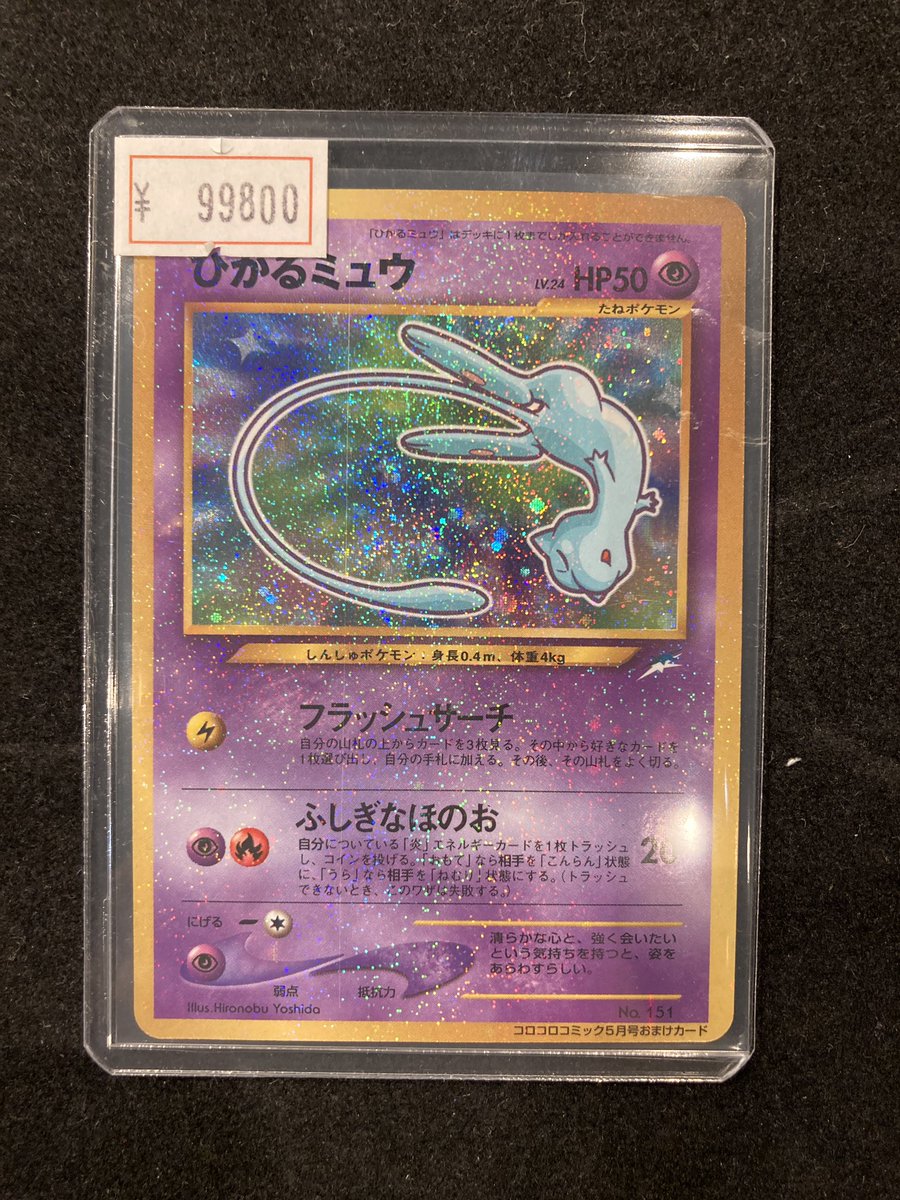 ¥ 99800
「ひかるミュウ」はデッキに1枚までしか入れることができません。
ひかるミュウ LV.24 HP50
たねポケモン
しんしゅポケモン:身長0.4m、体重4kg
フラッシュサーチ
自分の山札の上からカードを3枚見る。その中から好きなカードを
1枚選び出し、自分の手札に加える。その後、その山札をよく切る。
ふしぎなほのお 20
自分についている「炎」エネルギーカードを1枚トラッシュ
し、コインを投げる。「おもて」なら相手を「こんらん」状態
に、「うら」なら相手を「ねむり」状態にする。(トラッシュ
できないとき、このワザは失敗する。)
にげる
清らかな心と、強く会いたい
という気持ちを持つと、姿を
あらわすらしい。
弱点 抵抗力
Illus.Hironobu Yoshida No. 151
コロコロコミック5月号おまけカード